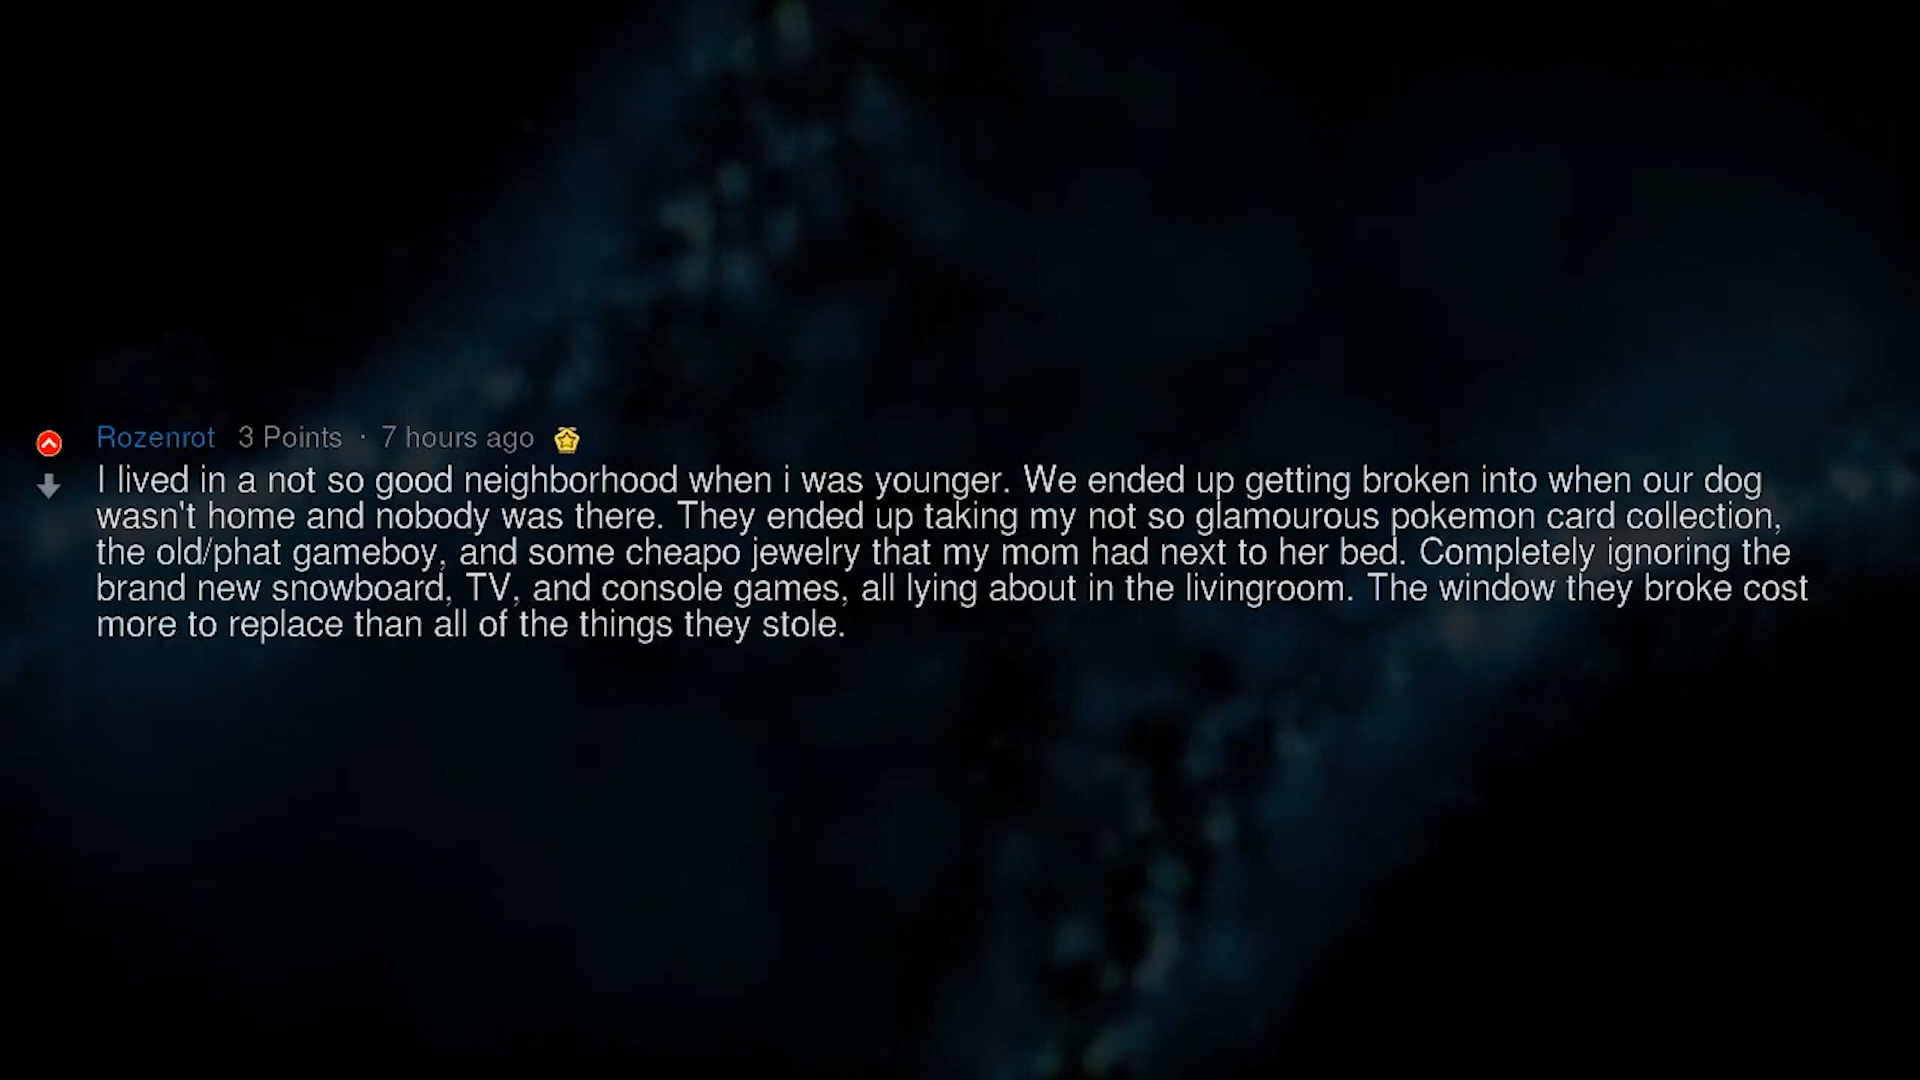 Rozenrot 3 Points · 7 hours ago
I lived in a not so good neighborhood when i was younger. We ended up getting broken into when our dog
wasn't home and nobody was there. They ended up taking my not so glamourous pokemon card collection,
the old/phat gameboy, and some cheapo jewelry that my mom had next to her bed. Completely ignoring the
brand new snowboard, TV, and console games, all lying about in the livingroom. The window they broke cost
more to replace than all of the things they stole.